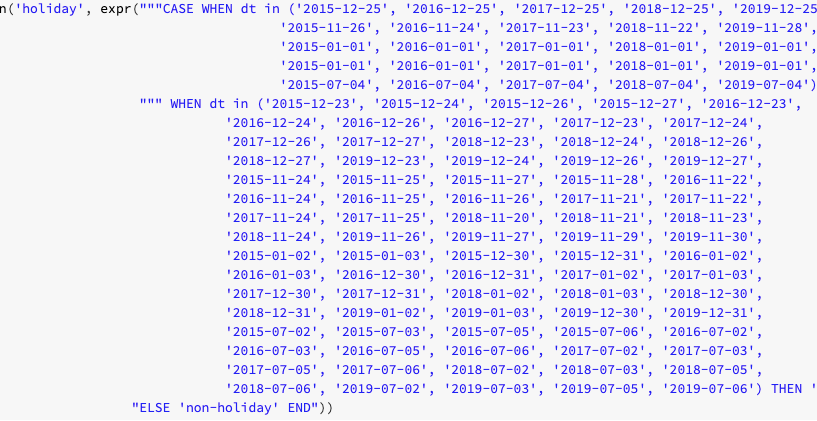 n('holiday', expr("""CASE WHEN dt in ('2015-12-25', '2016-12-25', '2017-12-25', '2018-12-25', '2019-12-25
'2015-11-26', '2016-11-24', '2017-11-23', '2018-11-22', '2019-11-28',
'2015-01-01', '2016-01-01', '2017-01-01', '2018-01-01', '2019-01-01',
'2015-01-01', '2016-01-01', '2017-01-01', '2018-01-01', '2019-01-01',
'2015-07-04', '2016-07-04', '2017-07-04', '2018-07-04', '2019-07-04')
""" WHEN dt in ('2015-12-23', '2015-12-24', '2015-12-26', '2015-12-27', '2016-12-23',
'2016-12-24', '2016-12-26', '2016-12-27', '2017-12-23', '2017-12-24',
'2017-12-26', '2017-12-27', '2018-12-23', '2018-12-24', '2018-12-26',
'2018-12-27', '2019-12-23', '2019-12-24', '2019-12-26', '2019-12-27',
'2015-11-24', '2015-11-25', '2015-11-27', '2015-11-28', '2016-11-22',
'2016-11-24', '2016-11-25', '2016-11-26', '2017-11-21', '2017-11-22',
'2017-11-24', '2017-11-25', '2018-11-20', '2018-11-21', '2018-11-23',
'2018-11-24', '2019-11-26', '2019-11-27', '2019-11-29', '2019-11-30',
'2015-01-02', '2015-01-03', '2015-12-30', '2015-12-31', '2016-01-02',
'2016-01-03', '2016-12-30', '2016-12-31', '2017-01-02', '2017-01-03',
'2017-12-30', '2017-12-31', '2018-01-02', '2018-01-03', '2018-12-30',
'2018-12-31', '2019-01-02', '2019-01-03', '2019-12-30', '2019-12-31',
'2015-07-02', '2015-07-03', '2015-07-05', '2015-07-06', '2016-07-02',
'2016-07-03', '2016-07-05', '2016-07-06', '2017-07-02', '2017-07-03',
'2017-07-05', '2017-07-06', '2018-07-02', '2018-07-03', '2018-07-05',
'2018-07-06', '2019-07-02', '2019-07-03', '2019-07-05', '2019-07-06') THEN '
"ELSE 'non-holiday' END"))